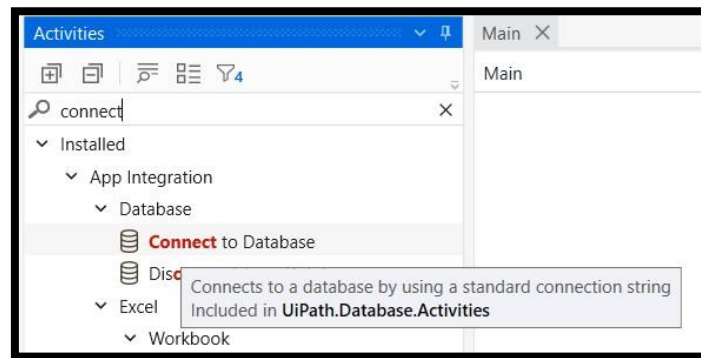 Activities
Main
4
Main
connect
Installed
App Integration
Database
Connect to Database
Connects to a database by using a standard connection string
Included in UiPath.Database.Activities
Excel
Workbook